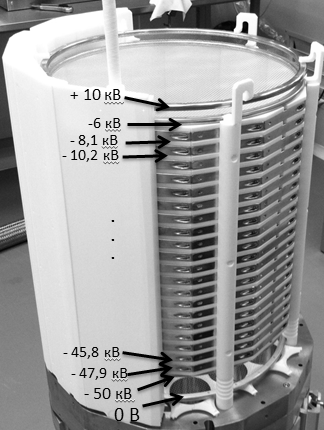 + 10 кВ
-6 кВ
- 8,1 кВ
- 10,2 кВ
.
.
.
- 45,8 кВ
- 47,9 кВ
- 50 кВ
0 В